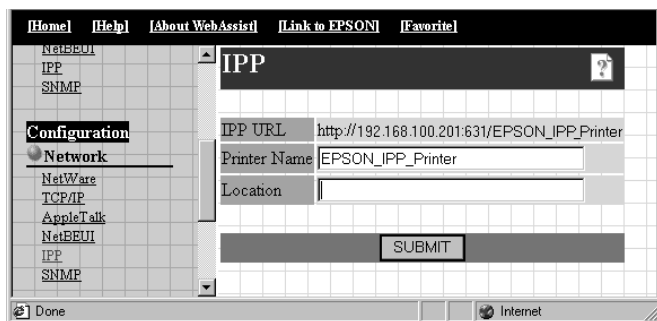 [Home] [Help] [About WebAssist] [Link to EPSON] [Favorite]
NetBEUI
IPP
SNMP
Configuration
Network
NetWare
TCP/IP
AppleTalk
NetBEUI
IPP
SNMP
IPP
?
IPP URL http://192.168.100.201:631/EPSON_IPP_Printer
Printer Name EPSON_IPP_Printer
Location
SUBMIT
Done Internet